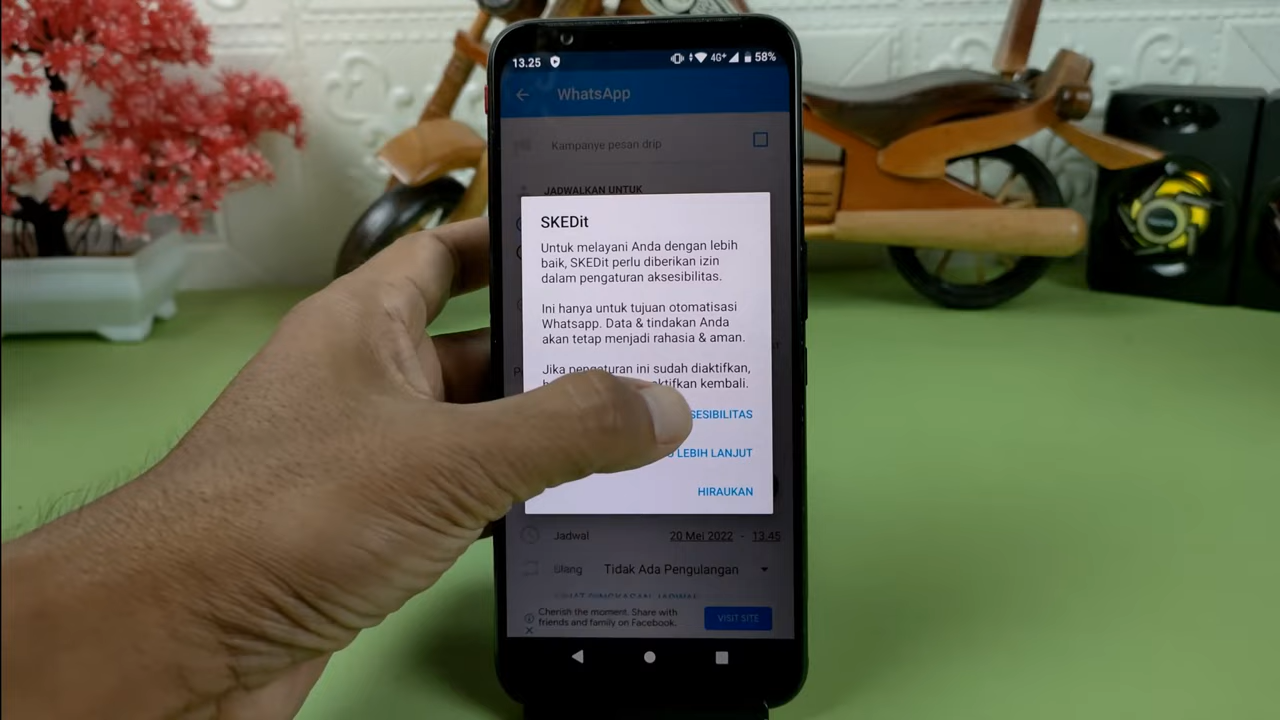 13.25
4G+
58%
WhatsApp
Kampanye pesan drip
JADWALKAN UNTUK
SKEDit
Untuk melayani Anda dengan lebih
baik, SKEDit perlu diberikan izin
dalam pengaturan aksesibilitas.
Ini hanya untuk tujuan otomatisasi
Whatsapp. Data & tindakan Anda
akan tetap menjadi rahasia & aman.
Jika pengaturan ini sudah diaktifkan,
kembali.
LEBIH LANJUT
HIRAUKAN
Jadwal
20 Mei 2022 - 13.45
Ulang
Tidak Ada Pengulangan
Cherish the moment. Share with
friends and family on Facebook.
VISIT SITE